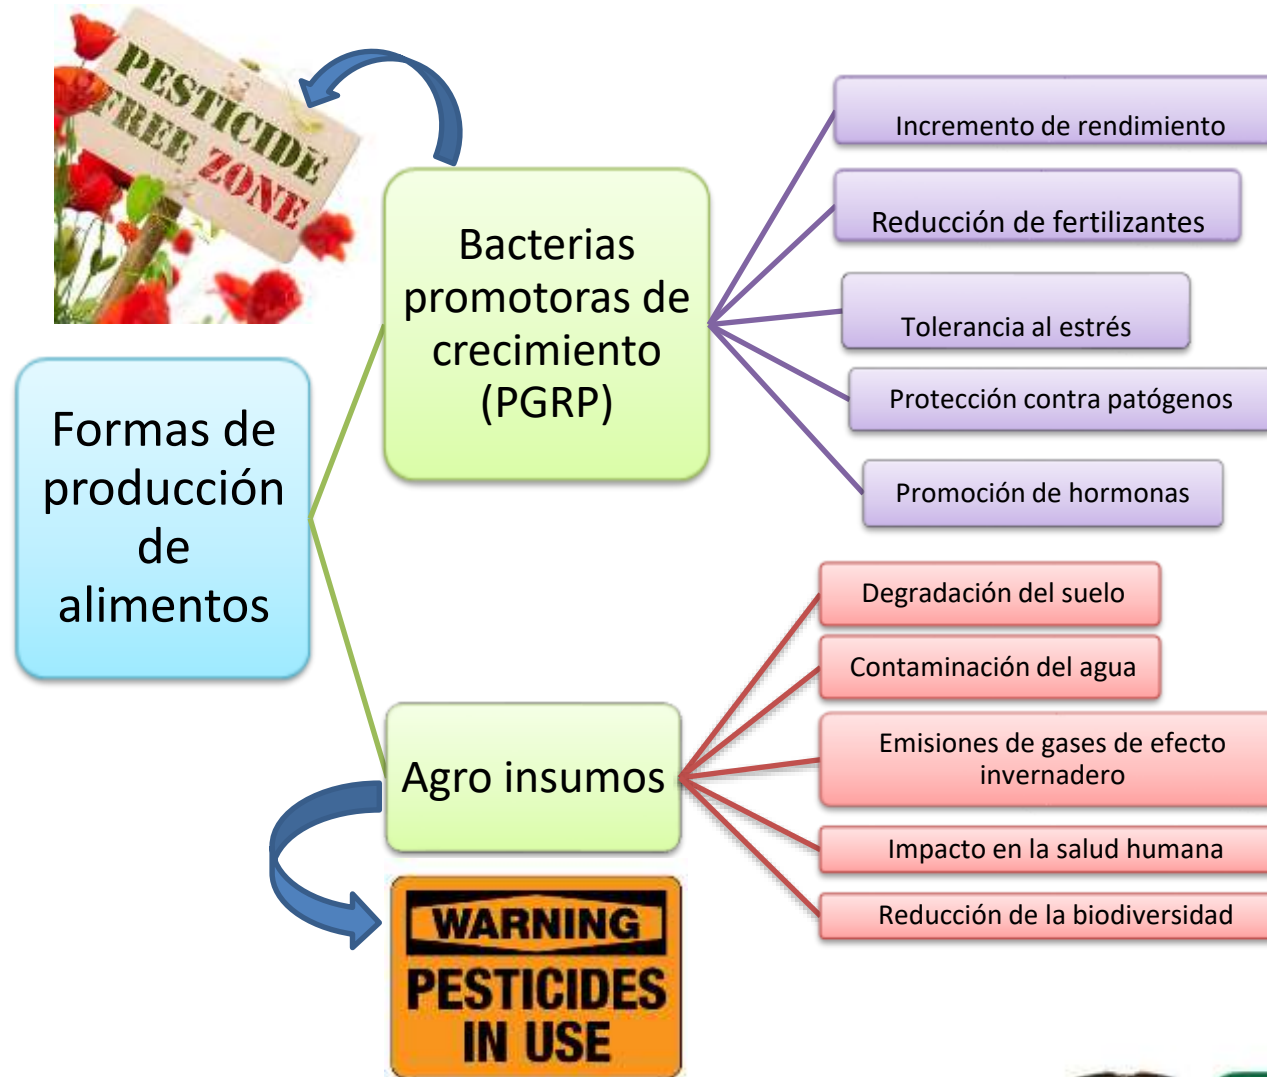 PESTICIDE
FREE ZONE
Formas de
producción
de
alimentos
Bacterias
promotoras de
crecimiento
(PGRP)
Incremento de rendimiento
Reducción de fertilizantes
Tolerancia al estrés
Protección contra patógenos
Promoción de hormonas
Agro insumos
Degradación del suelo
Contaminación del agua
Emisiones de gases de efecto
invernadero
Impacto en la salud humana
Reducción de la biodiversidad
WARNING
PESTICIDES
IN USE